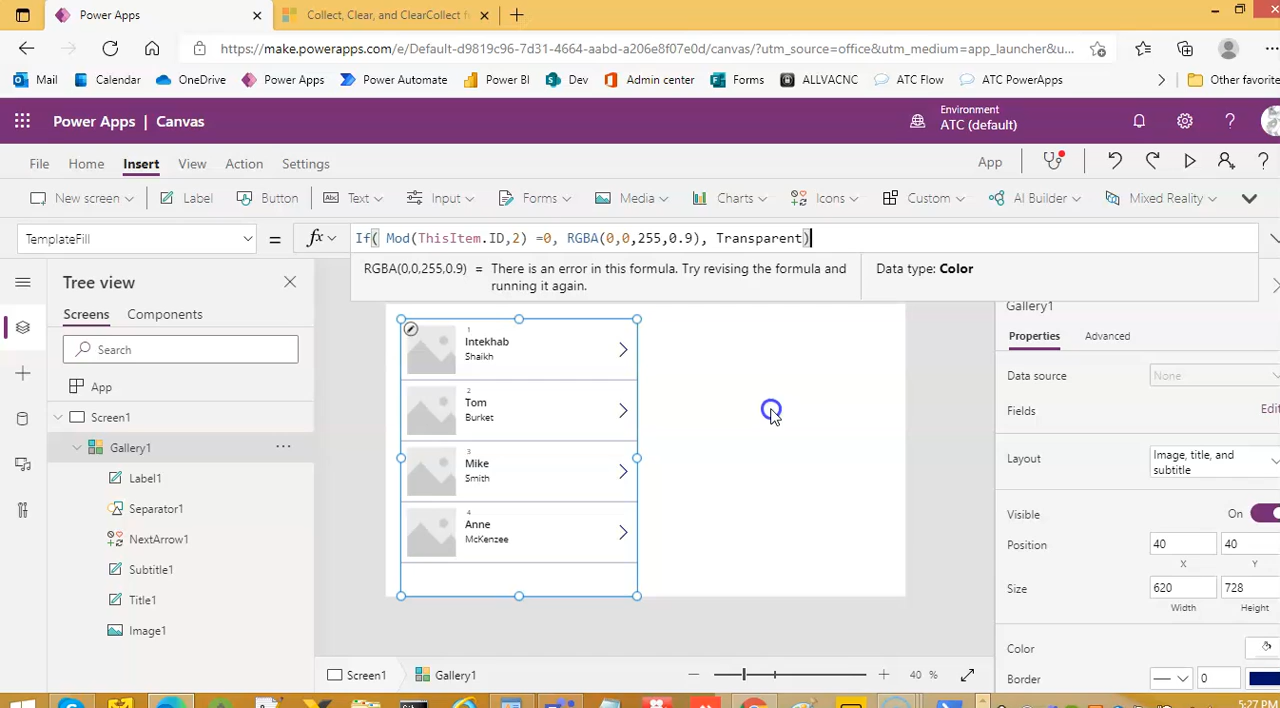 Power Apps
Collect, Clear, and ClearCollect f
https://make.powerapps.com/e/Default-d9819c96-7d31-4664-aabd-a206e8f07e0d/canvas/?utm_source=office&utm_medium=app_launcher&u...
Mail Calendar OneDrive Power Apps Power Automate Power BI Dev Admin center Forms ALLVACNC ATC Flow ATC PowerApps Other favorite
Power Apps | Canvas
Environment
ATC (default)
File Home Insert View Action Settings App
New screen Label Button Text Input Forms Media Charts Icons Custom AI Builder Mixed Reality
TemplateFill = fx If( Mod(ThisItem.ID,2) =0, RGBA(0,0,255,0.9), Transparent)
RGBA(0,0,255,0.9) = There is an error in this formula. Try revising the formula and running it again.
Data type: Color
Tree view
Screens Components
Search
App
Screen1
Gallery1 ...
Label1
Separator1
NextArrow1
Subtitle1
Title1
Image1
1
Intekhab
Shaikh
2
Tom
Burket
3
Mike
Smith
4
Anne
McKenzee
Gallery1
Properties Advanced
Data source None
Fields Edi
Layout Image, title, and subtitle
Visible On
Position 40 40
X Y
Size 620 728
Width Height
Color
Border 0
Screen1 Gallery1
40 %
5:27 PM